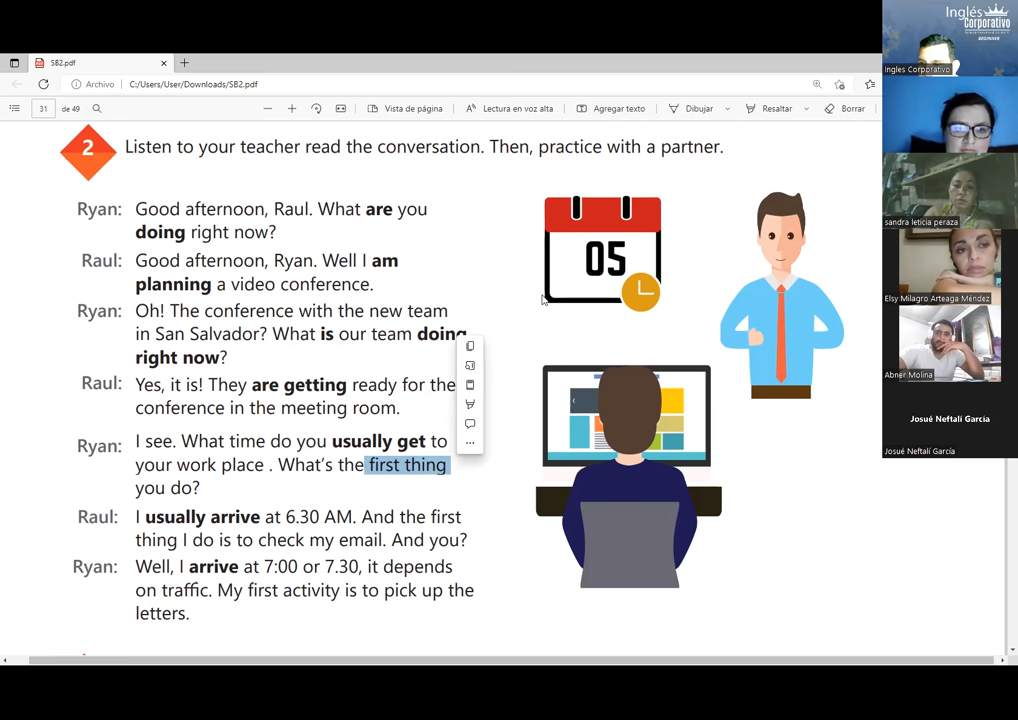 SB2.pdf
Archivo C:/Users/User/Downloads/SB2.pdf
31 de 49 Vista de página Lectura en voz alta Agregar texto Dibujar Resaltar Borrar
2 Listen to your teacher read the conversation. Then, practice with a partner.
Ryan: Good afternoon, Raul. What are you
doing right now?
Raul: Good afternoon, Ryan. Well I am
planning a video conference.
Ryan: Oh! The conference with the new team
in San Salvador? What is our team doing
right now?
Raul: Yes, it is! They are getting ready for the
conference in the meeting room.
Ryan: I see. What time do you usually get to
your work place . What's the first thing
you do?
Raul: I usually arrive at 6.30 AM. And the first
thing I do is to check my email. And you?
Ryan: Well, I arrive at 7:00 or 7.30, it depends
on traffic. My first activity is to pick up the
letters.
05
Inglés
Corporativo
BEGINNER
Ingles Corporativo
sandra leticia peraza
Elsy Milagro Arteaga Méndez
Abner Molina
Josué Neftalí García
Josué Neftalí García